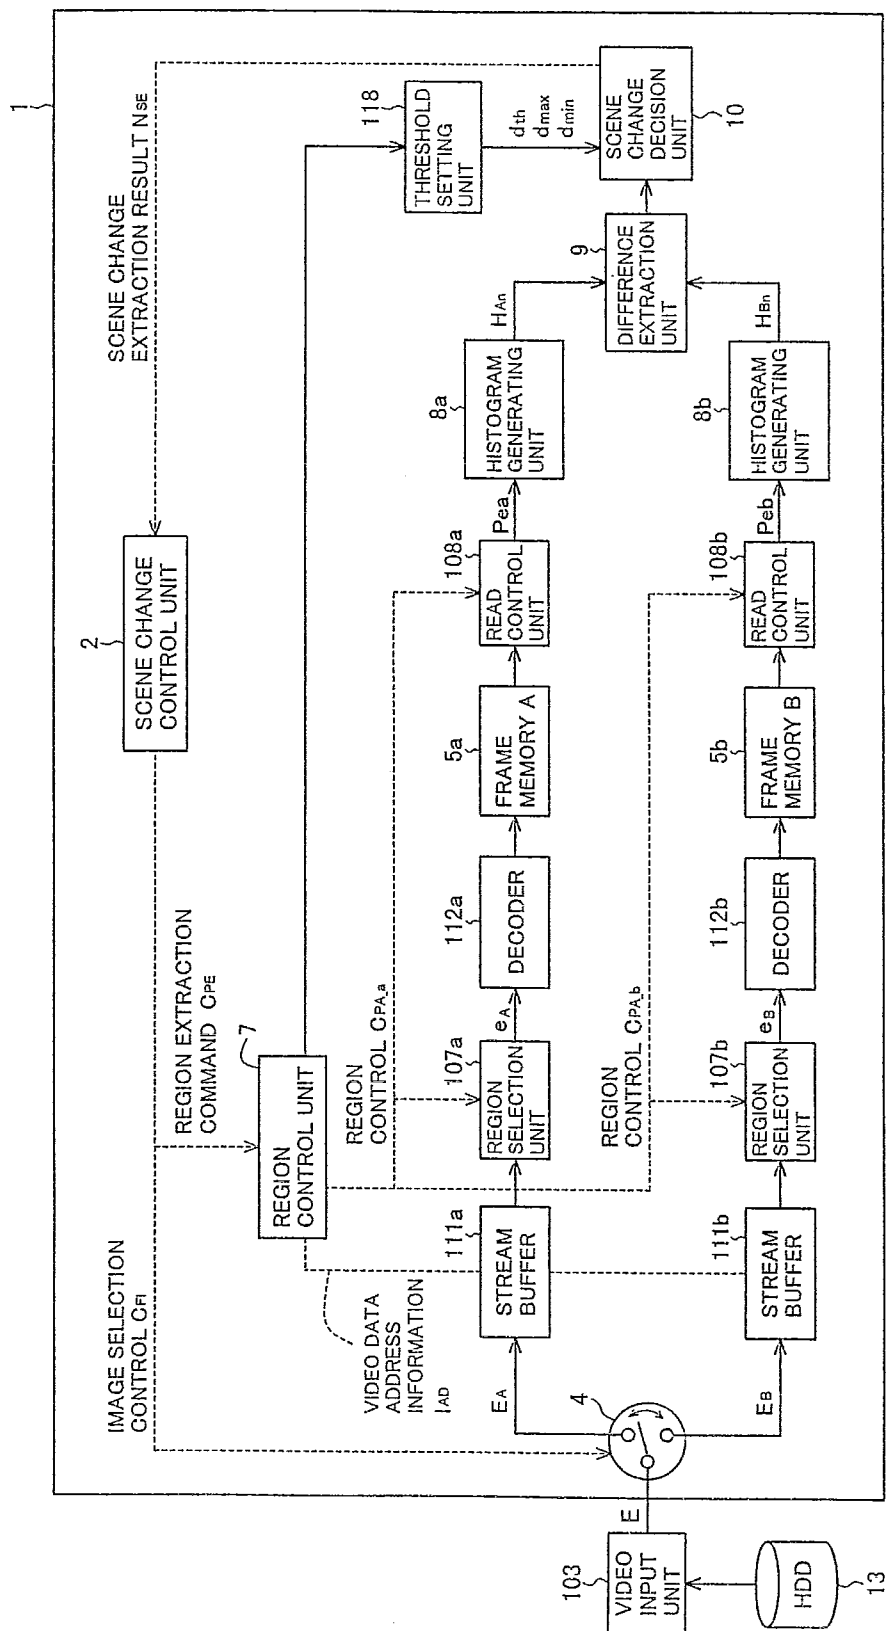 1
SCENE CHANGE
EXTRACTION RESULT NSE
2
SCENE CHANGE
CONTROL UNIT
IMAGE SELECTION
CONTROL CFI
REGION EXTRACTION
COMMAND CPE
7
REGION
CONTROL UNIT
118
THRESHOLD
SETTING
UNIT
dth
dmax
dmin
SCENE
CHANGE
DECISION
UNIT
10
VIDEO DATA
ADDRESS
INFORMATION
IAD
REGION
CONTROL CPA_a
REGION
CONTROL CPA_b
HDD
13
103
VIDEO
INPUT
UNIT
E
4
EA
111a
STREAM
BUFFER
107a
REGION
SELECTION
UNIT
eA
112a
DECODER
5a
FRAME
MEMORY A
108a
READ
CONTROL
UNIT
Pea
8a
HISTOGRAM
GENERATING
UNIT
HAn
9
DIFFERENCE
EXTRACTION
UNIT
EB
111b
STREAM
BUFFER
107b
REGION
SELECTION
UNIT
eB
112b
DECODER
5b
FRAME
MEMORY B
108b
READ
CONTROL
UNIT
Peb
8b
HISTOGRAM
GENERATING
UNIT
HBn